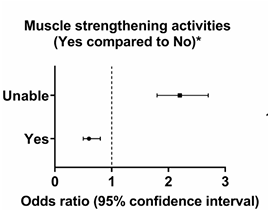 Muscle strengthening activities
(Yes compared to No)*
Unable
Yes
0 1 2 3
Odds ratio (95% confidence interval)